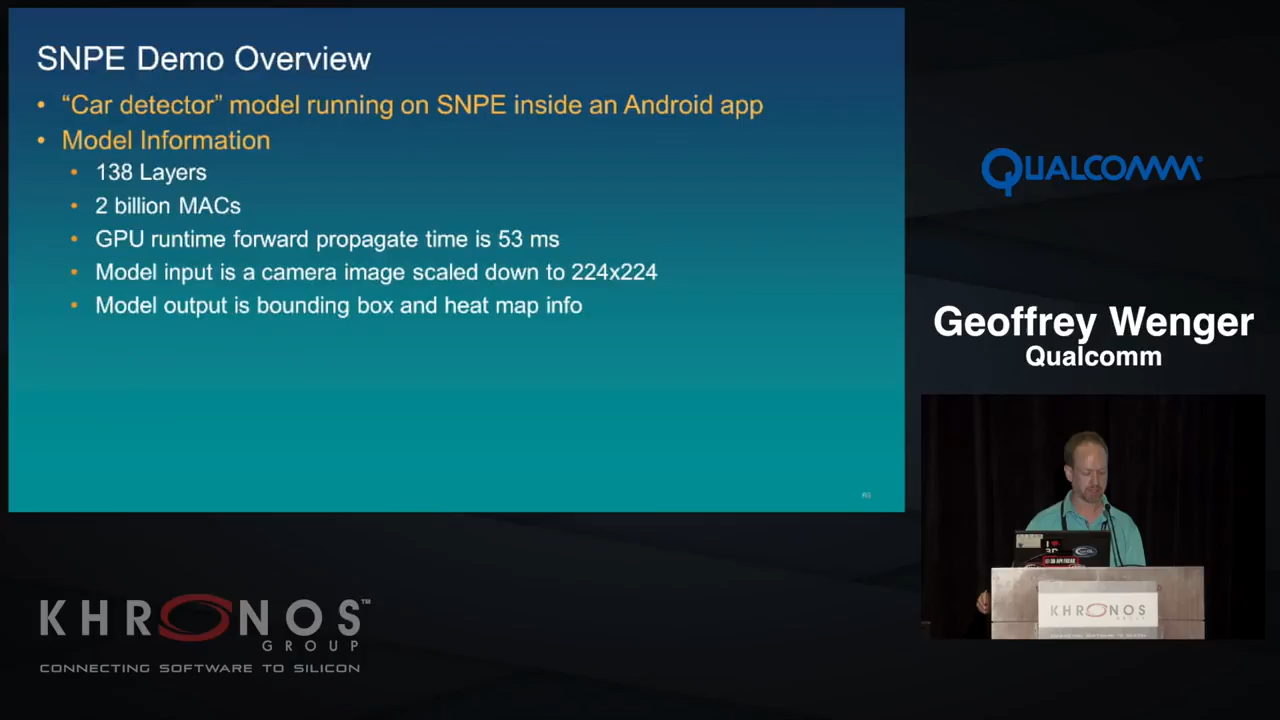 SNPE Demo Overview
• “Car detector” model running on SNPE inside an Android app
• Model Information
• 138 Layers
• 2 billion MACs
• GPU runtime forward propagate time is 53 ms
• Model input is a camera image scaled down to 224x224
• Model output is bounding box and heat map info
QUALCOMM®
Geoffrey Wenger
Qualcomm
KHRONOS™
GROUP
CONNECTING SOFTWARE TO SILICON
KHRONOS
GROUP